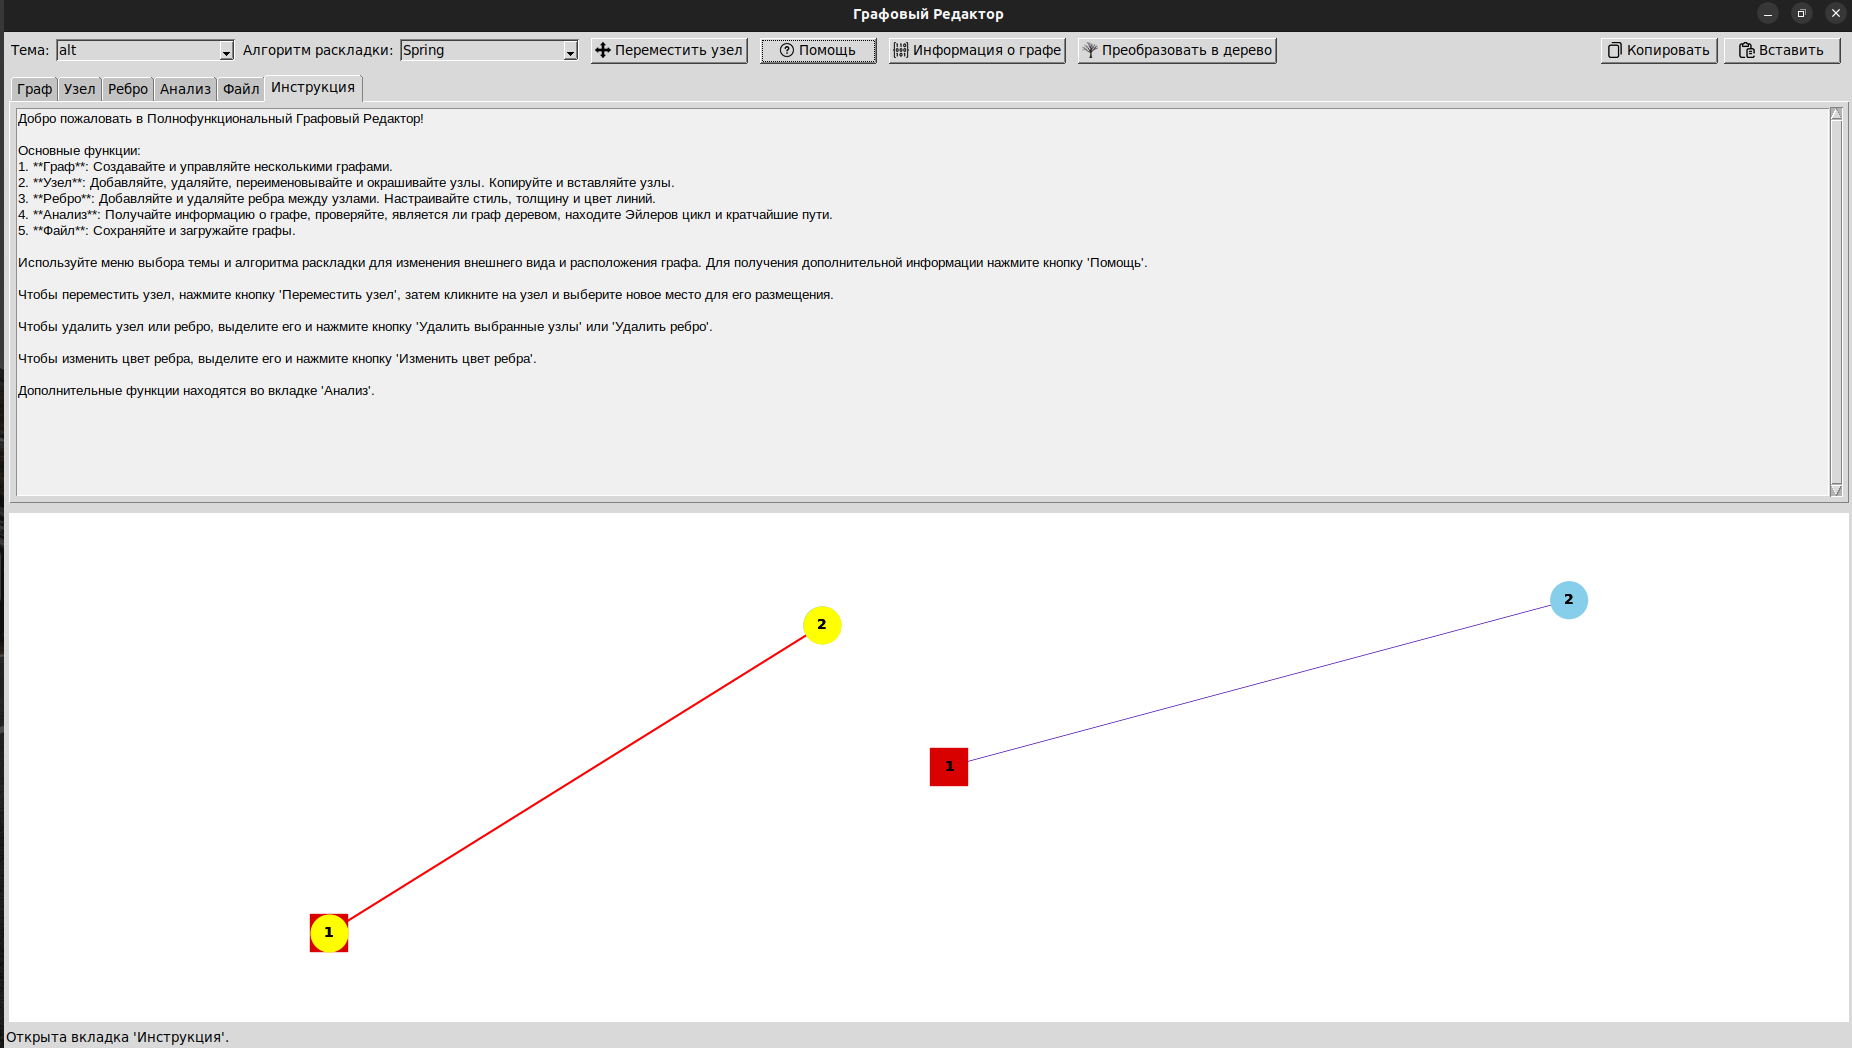 Графовый Редактор
Тема: alt Алгоритм раскладки: Spring Переместить узел Помощь Информация о графе Преобразовать в дерево Копировать Вставить
Граф Узел Ребро Анализ Файл Инструкция
Добро пожаловать в Полнофункциональный Графовый Редактор!
Основные функции:
1. **Граф**: Создавайте и управляйте несколькими графами.
2. **Узел**: Добавляйте, удаляйте, переименовывайте и окрашивайте узлы. Копируйте и вставляйте узлы.
3. **Ребро**: Добавляйте и удаляйте ребра между узлами. Настраивайте стиль, толщину и цвет линий.
4. **Анализ**: Получайте информацию о графе, проверяйте, является ли граф деревом, находите Эйлеров цикл и кратчайшие пути.
5. **Файл**: Сохраняйте и загружайте графы.
Используйте меню выбора темы и алгоритма раскладки для изменения внешнего вида и расположения графа. Для получения дополнительной информации нажмите кнопку 'Помощь'.
Чтобы переместить узел, нажмите кнопку 'Переместить узел', затем кликните на узел и выберите новое место для его размещения.
Чтобы удалить узел или ребро, выделите его и нажмите кнопку 'Удалить выбранные узлы' или 'Удалить ребро'.
Чтобы изменить цвет ребра, выделите его и нажмите кнопку 'Изменить цвет ребра'.
Дополнительные функции находятся во вкладке 'Анализ'.
2
2
1
1
Открыта вкладка 'Инструкция'.